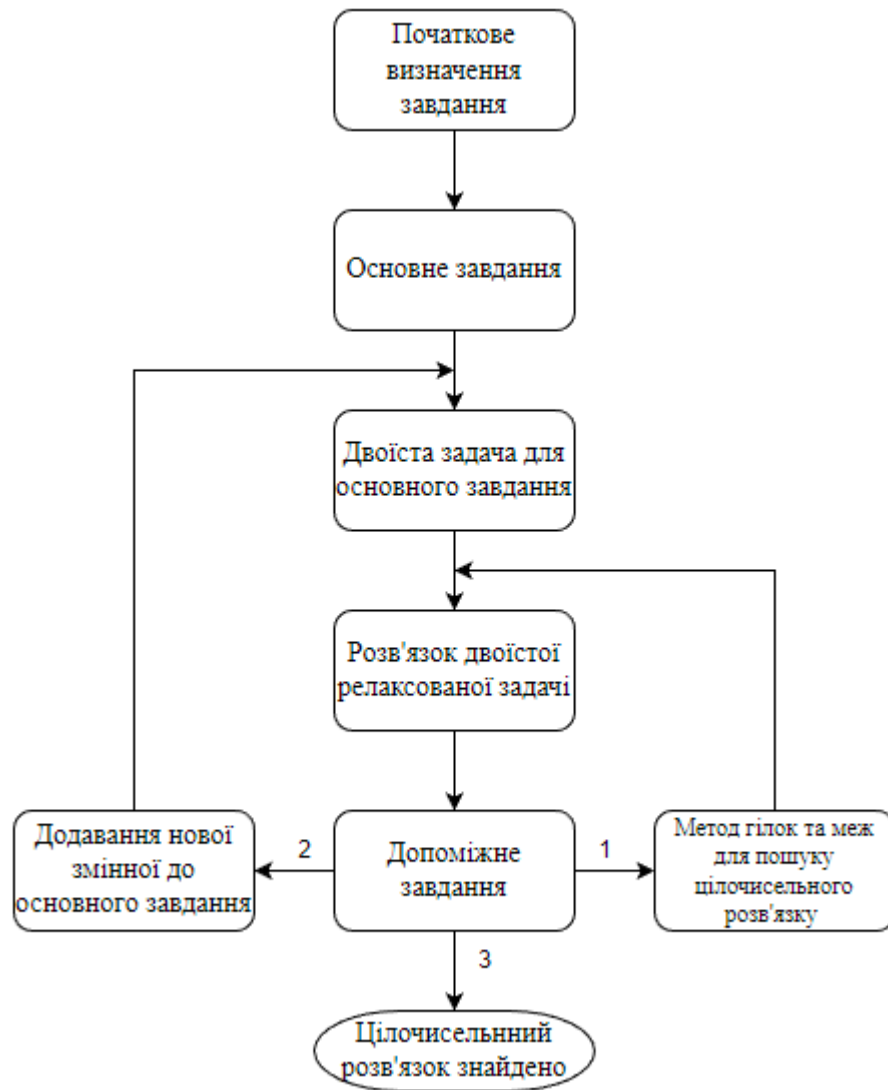 Початкове
визначення
завдання
Основне завдання
Двоїста задача для
основного завдання
Розв'язок двоїстої
релаксованої задачі
Додавання нової
змінної до
основного завдання
2
Допоміжне
завдання
1
Метод гілок та меж
для пошуку
цілочисельного
розв'язку
3
Цілочисельнний
розв'язок знайдено